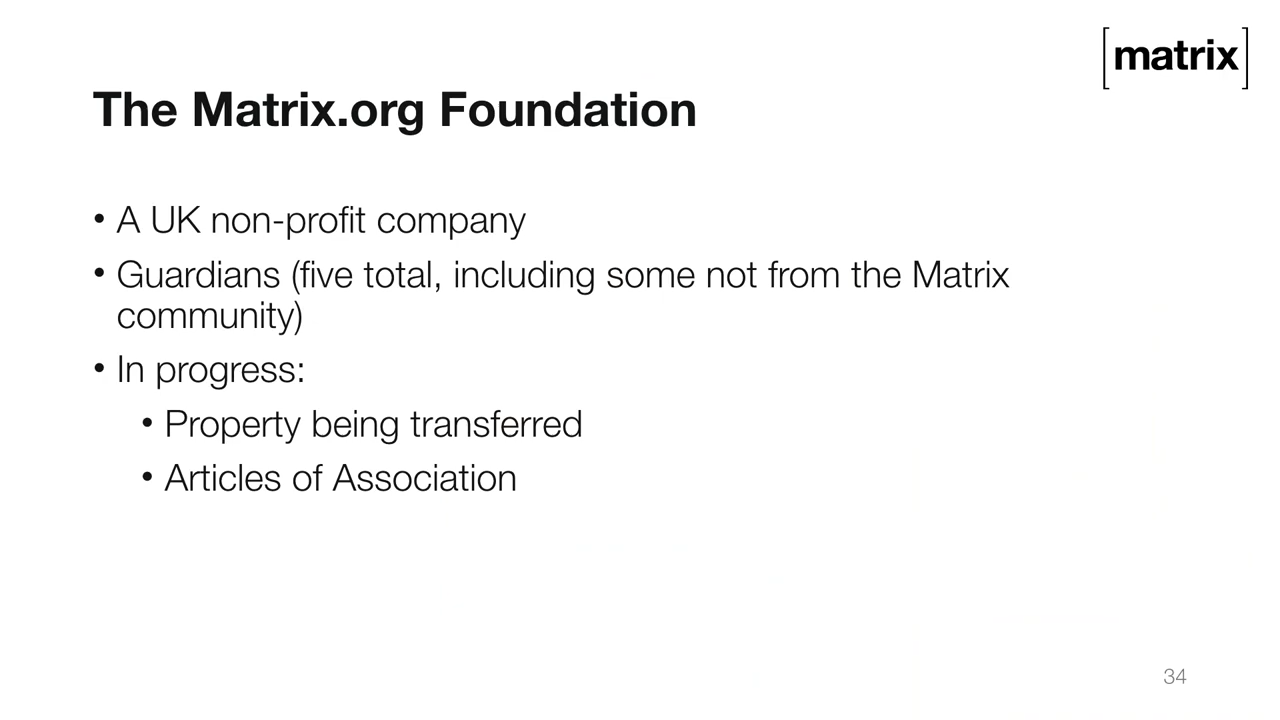 [matrix]
The Matrix.org Foundation
• A UK non-profit company
• Guardians (five total, including some not from the Matrix
community)
• In progress:
• Property being transferred
• Articles of Association
34